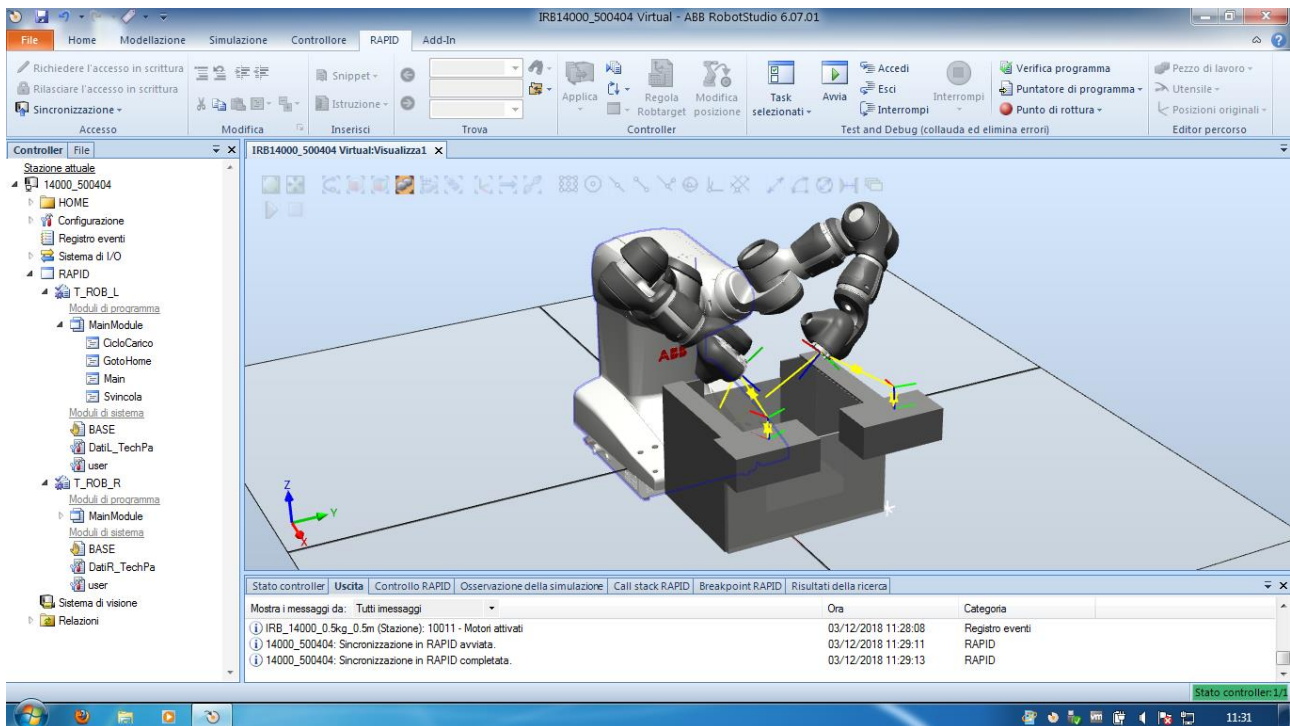 IRB14000_500404 Virtual - ABB RobotStudio 6.07.01
File Home Modellazione Simulazione Controllore RAPID Add-In
Richiedere l'accesso in scrittura
Rilasciare l'accesso in scrittura
Sincronizzazione
Snippet
Istruzione
Applica
Regola Robtarget
Modifica posizione
Task selezionati
Avvia
Accedi
Esci
Interrompi
Interrompi
Verifica programma
Puntatore di programma
Punto di rottura
Pezzo di lavoro
Utensile
Posizioni originali
Accesso Modifica Inserisci Trova Controller Test and Debug (collauda ed elimina errori) Editor percorso
Controller File
IRB14000_500404 Virtual:Visualizza1 X
Stazione attuale
14000_500404
HOME
Configurazione
Registro eventi
Sistema di I/O
RAPID
T_ROB_L
Moduli di programma
MainModule
CicloCarico
GotoHome
Main
Svincola
Moduli di sistema
BASE
DatiL_TechPa
user
T_ROB_R
Moduli di programma
MainModule
Moduli di sistema
BASE
DatiR_TechPa
user
Sistema di visione
Relazioni
ABB
Z
Y
X
Stato controller Uscita Controllo RAPID Osservazione della simulazione Call stack RAPID Breakpoint RAPID Risultati della ricerca
Mostra i messaggi da: Tutti imessaggi Ora Categoria
IRB_14000_0.5kg_0.5m (Stazione): 10011 - Motori attivati 03/12/2018 11:28:08 Registro eventi
14000_500404: Sincronizzazione in RAPID avviata. 03/12/2018 11:29:11 RAPID
14000_500404: Sincronizzazione in RAPID completata. 03/12/2018 11:29:13 RAPID
Stato controller: 1/1
11:31